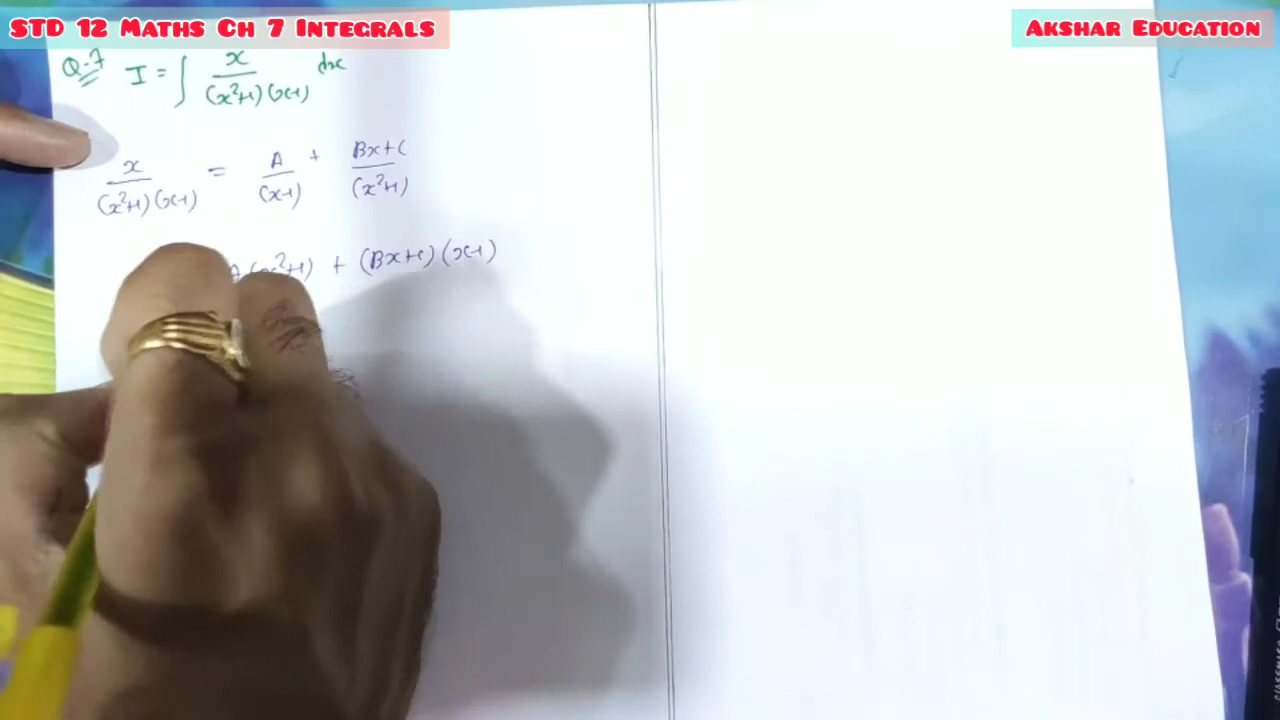 STD 12 Maths Ch 7 Integrals
Akshar Education
Q.7 I = ∫ x / (x²+1)(x-1) dx
x / (x²+1)(x-1) = A / (x-1) + Bx+C / (x²+1)
A(x²+1) + (Bx+C)(x-1)